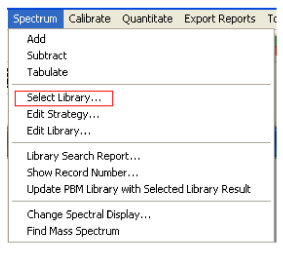 Spectrum Calibrate Quantitate Export Reports
Add
Subtract
Tabulate
Select Library...
Edit Strategy...
Edit Library...
Library Search Report...
Show Record Number...
Update PBM Library with Selected Library Result
Change Spectral Display...
Find Mass Spectrum